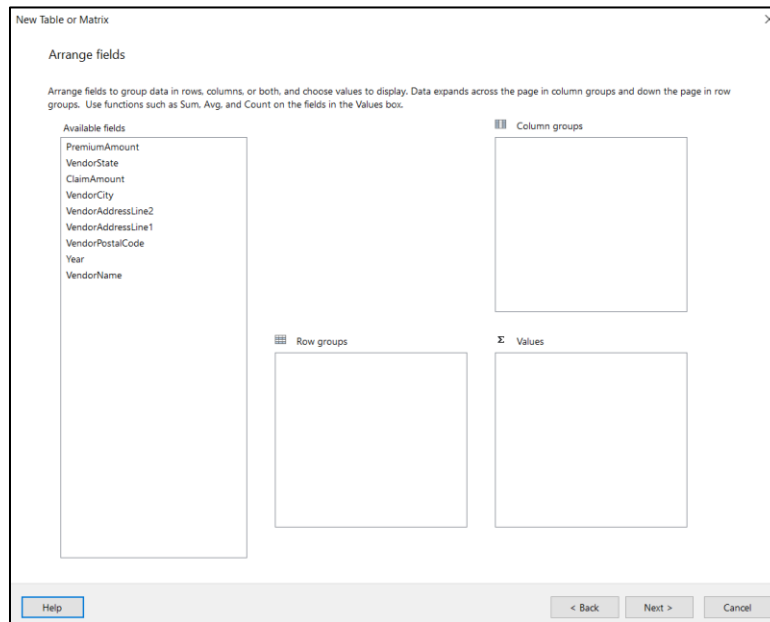 New Table or Matrix
Arrange fields
Arrange fields to group data in rows, columns, or both, and choose values to display. Data expands across the page in column groups and down the page in row
groups. Use functions such as Sum, Avg, and Count on the fields in the Values box.
Available fields
Column groups
PremiumAmount
VendorState
ClaimAmount
VendorCity
VendorAddressLine2
VendorAddressLine1
VendorPostalCode
Year
VendorName
Row groups
Σ Values
Help
< Back
Next >
Cancel